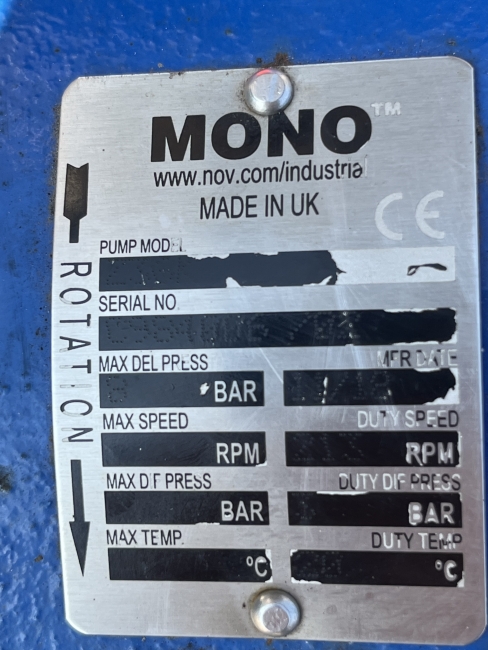 MONO™
www.nov.com/industrial
MADE IN UK
CE
ROTATION
PUMP MODEL
SERIAL NO
MAX DEL PRESS MFR DATE
BAR
MAX SPEED DUTY SPEED
RPM RPM
MAX DIF PRESS DUTY DIF PRESS
BAR BAR
MAX TEMP. DUTY TEMP
°C °C